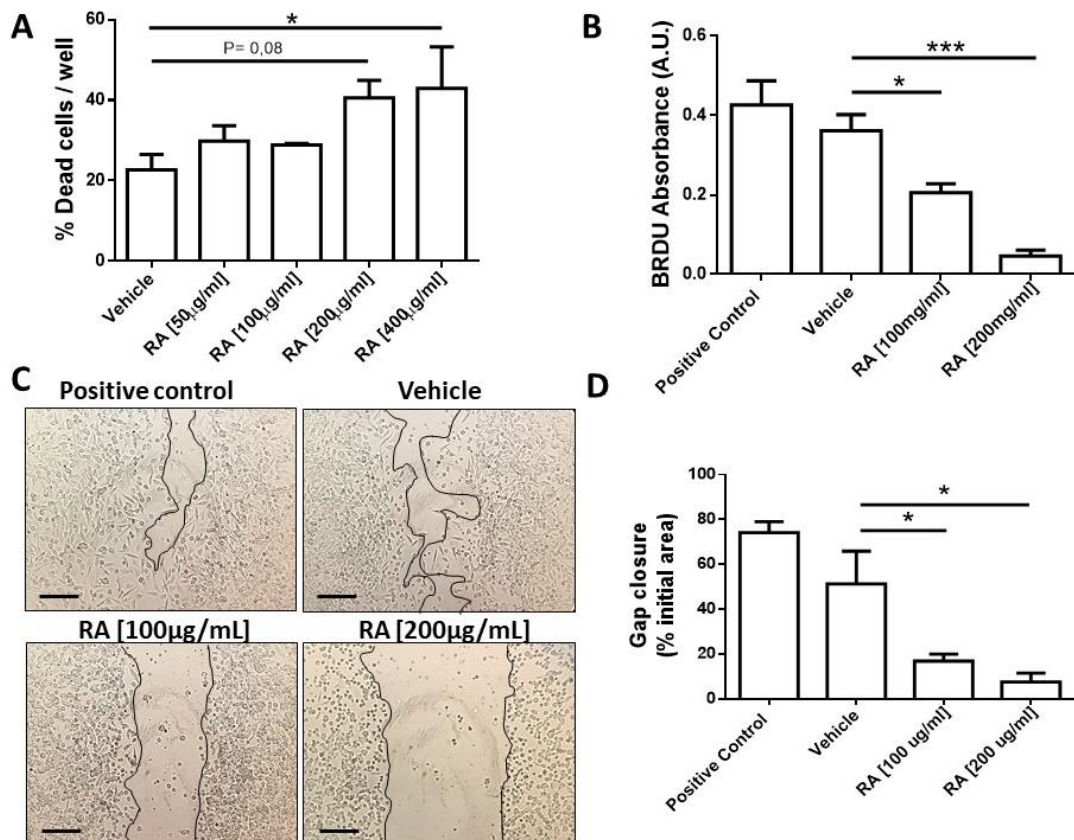 A
% Dead cells / well
60
40
20
0
*
P= 0,08
Vehicle
RA [50µg/ml]
RA [100µg/ml]
RA [200µg/ml]
RA [400µg/ml]
B
BRDU Absorbance (A.U.)
0.6
0.4
0.2
0.0
***
*
Positive Control
Vehicle
RA [100mg/ml]
RA [200mg/ml]
C
Positive control
Vehicle
RA [100µg/mL]
RA [200µg/mL]
D
Gap closure
(% initial area)
100
80
60
40
20
0
*
*
Positive Control
Vehicle
RA [100 ug/ml]
RA [200 ug/ml]